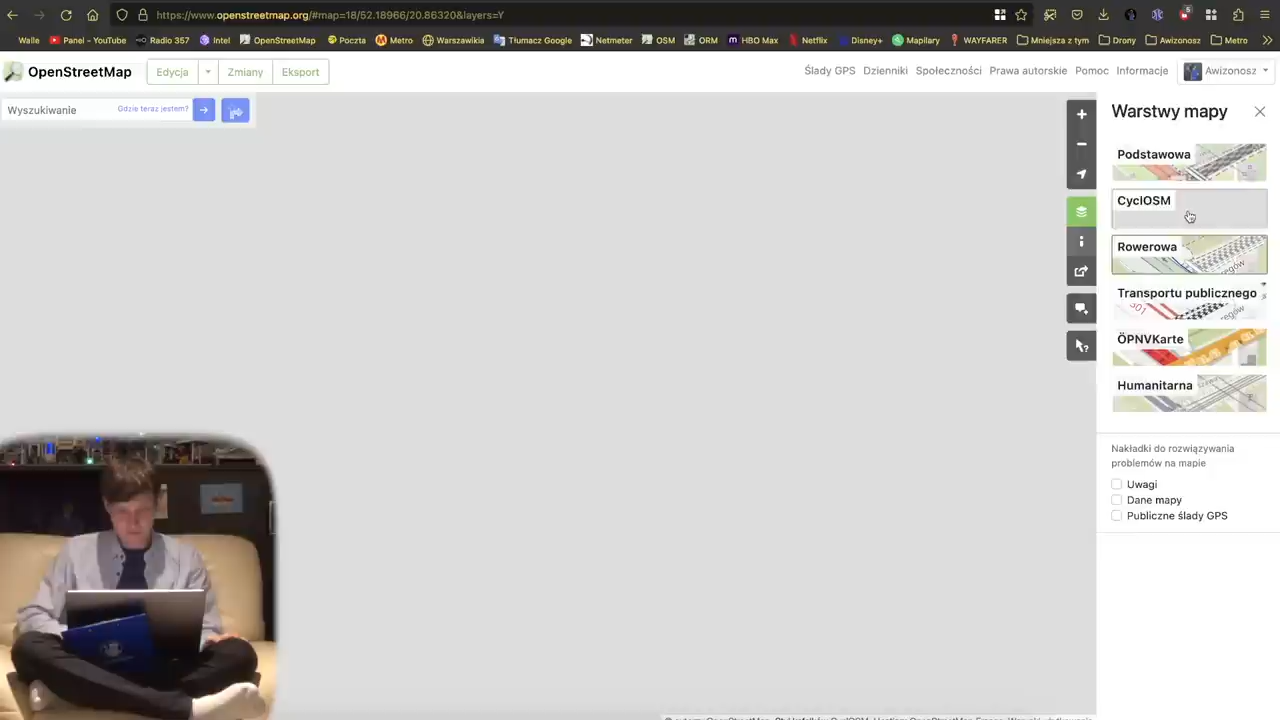 https://www.openstreetmap.org/#map=18/52.18966/20.86320&layers=Y
Walle Panel - YouTube Radio 357 Intel OpenStreetMap Poczta Metro Warszawikia Tłumacz Google Netmeter OSM ORM HBO Max Netflix Disney+ Mapilary WAYFARER Mniejsza z tym Drony Awizonosz Metro
OpenStreetMap Edycja Zmiany Eksport Ślady GPS Dzienniki Społeczności Prawa autorskie Pomoc Informacje Awizonosz
Wyszukiwanie Gdzie teraz jestem?
Warstwy mapy
Podstawowa
CyclOSM
Rowerowa
Transportu publicznego
ÖPNVKarte
Humanitarna
Nakładki do rozwiązywania
problemów na mapie
Uwagi
Dane mapy
Publiczne ślady GPS